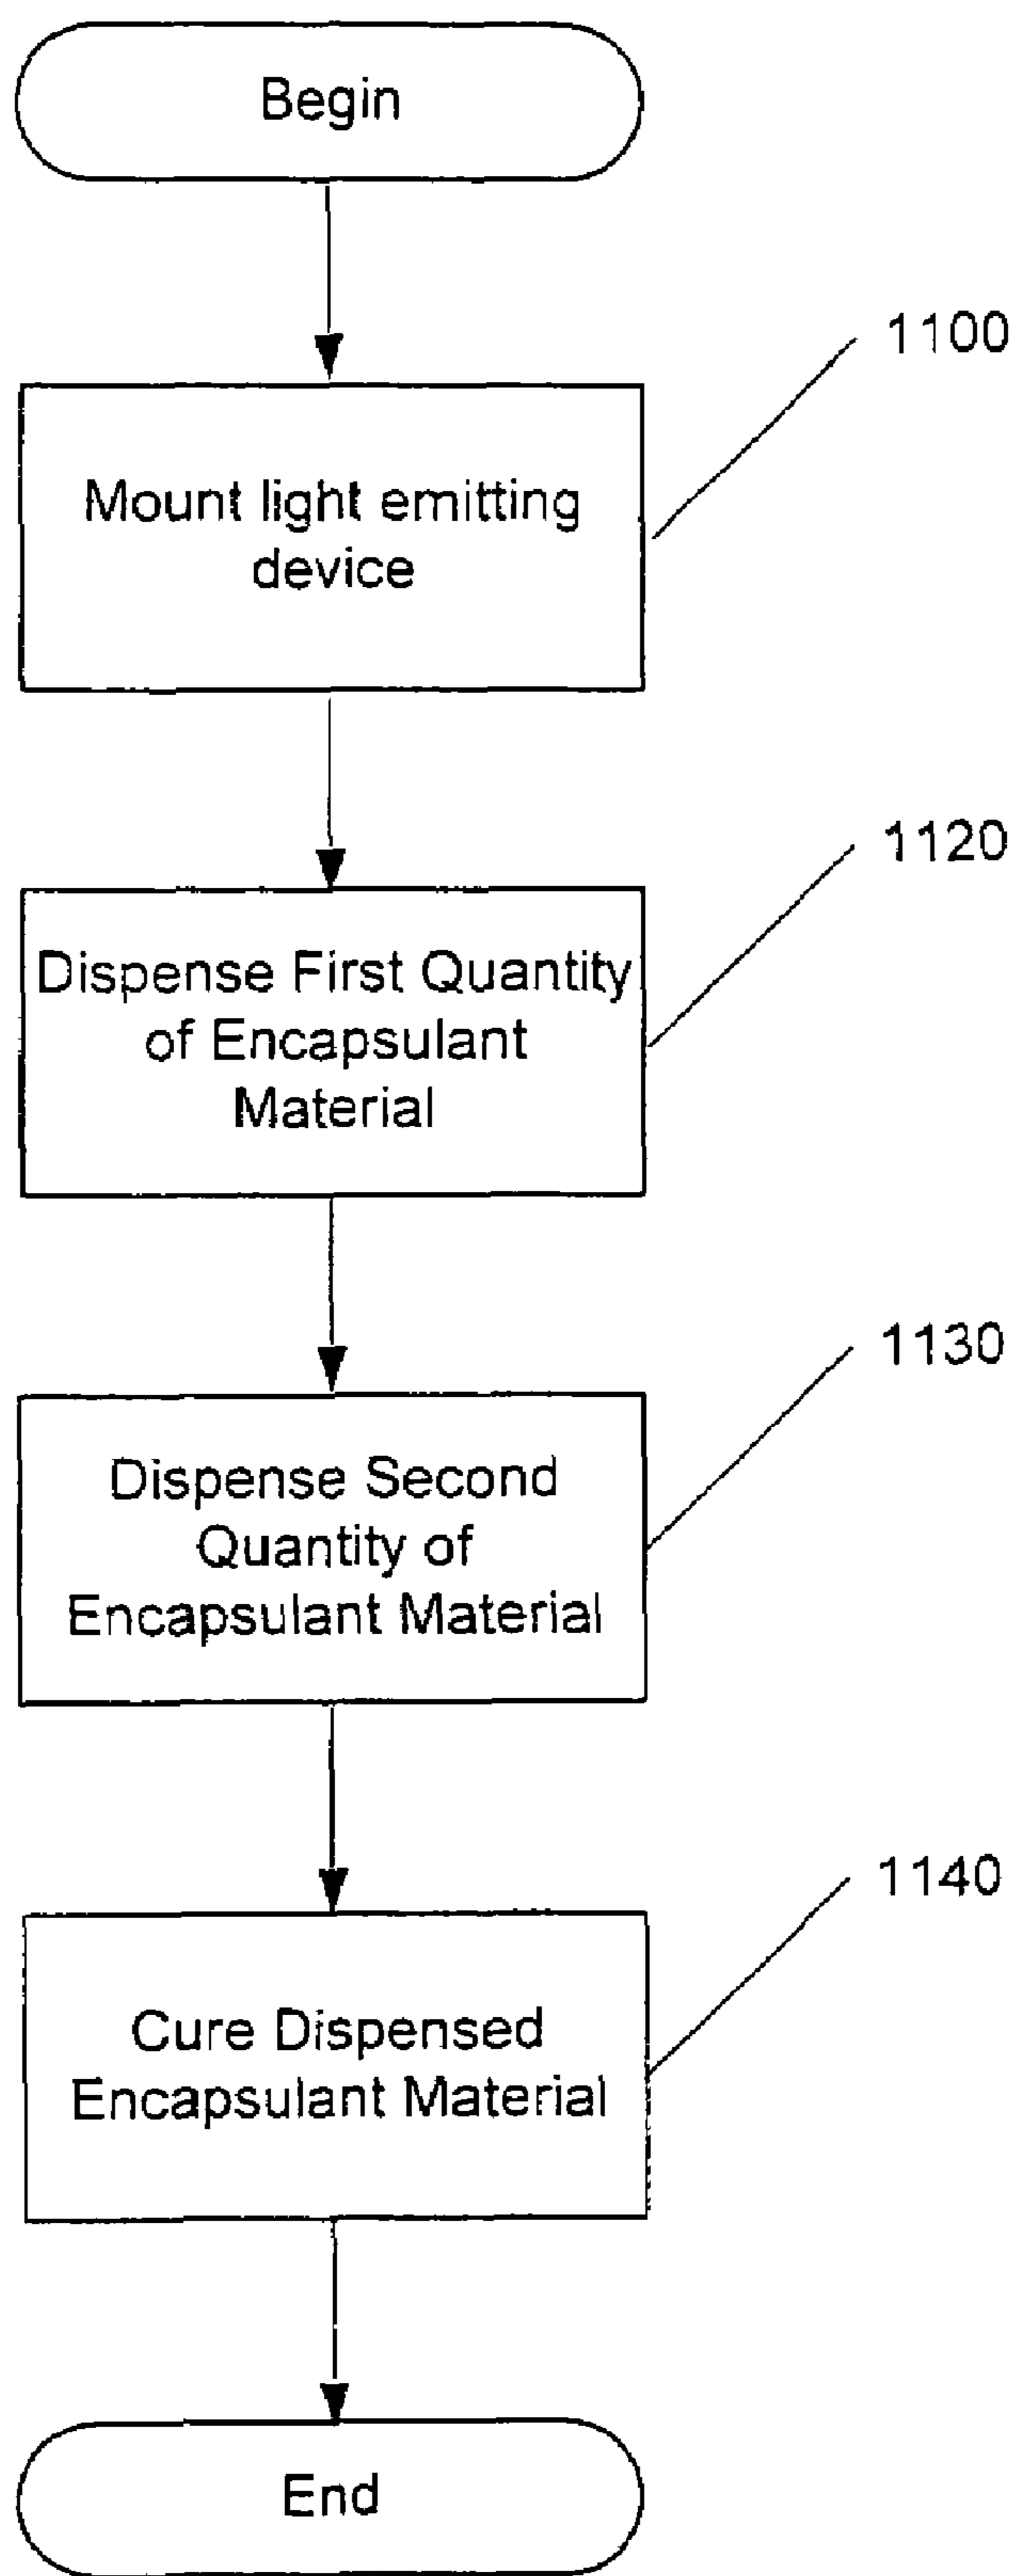 Begin
1100
Mount light emitting
device
1120
Dispense First Quantity
of Encapsulant
Material
1130
Dispense Second
Quantity of
Encapsulant Material
1140
Cure Dispensed
Encapsulant Material
End